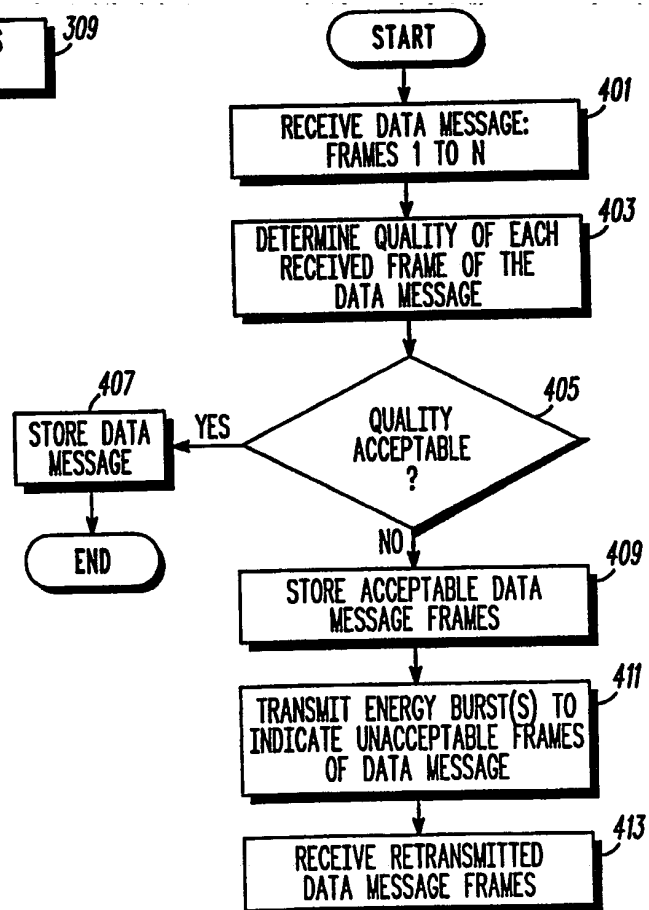 S
309
START
401
RECEIVE DATA MESSAGE:
FRAMES 1 TO N
403
DETERMINE QUALITY OF EACH
RECEIVED FRAME OF THE
DATA MESSAGE
405
QUALITY
ACCEPTABLE
?
YES
407
STORE DATA
MESSAGE
END
NO
409
STORE ACCEPTABLE DATA
MESSAGE FRAMES
411
TRANSMIT ENERGY BURST(S) TO
INDICATE UNACCEPTABLE FRAMES
OF DATA MESSAGE
413
RECEIVE RETRANSMITTED
DATA MESSAGE FRAMES